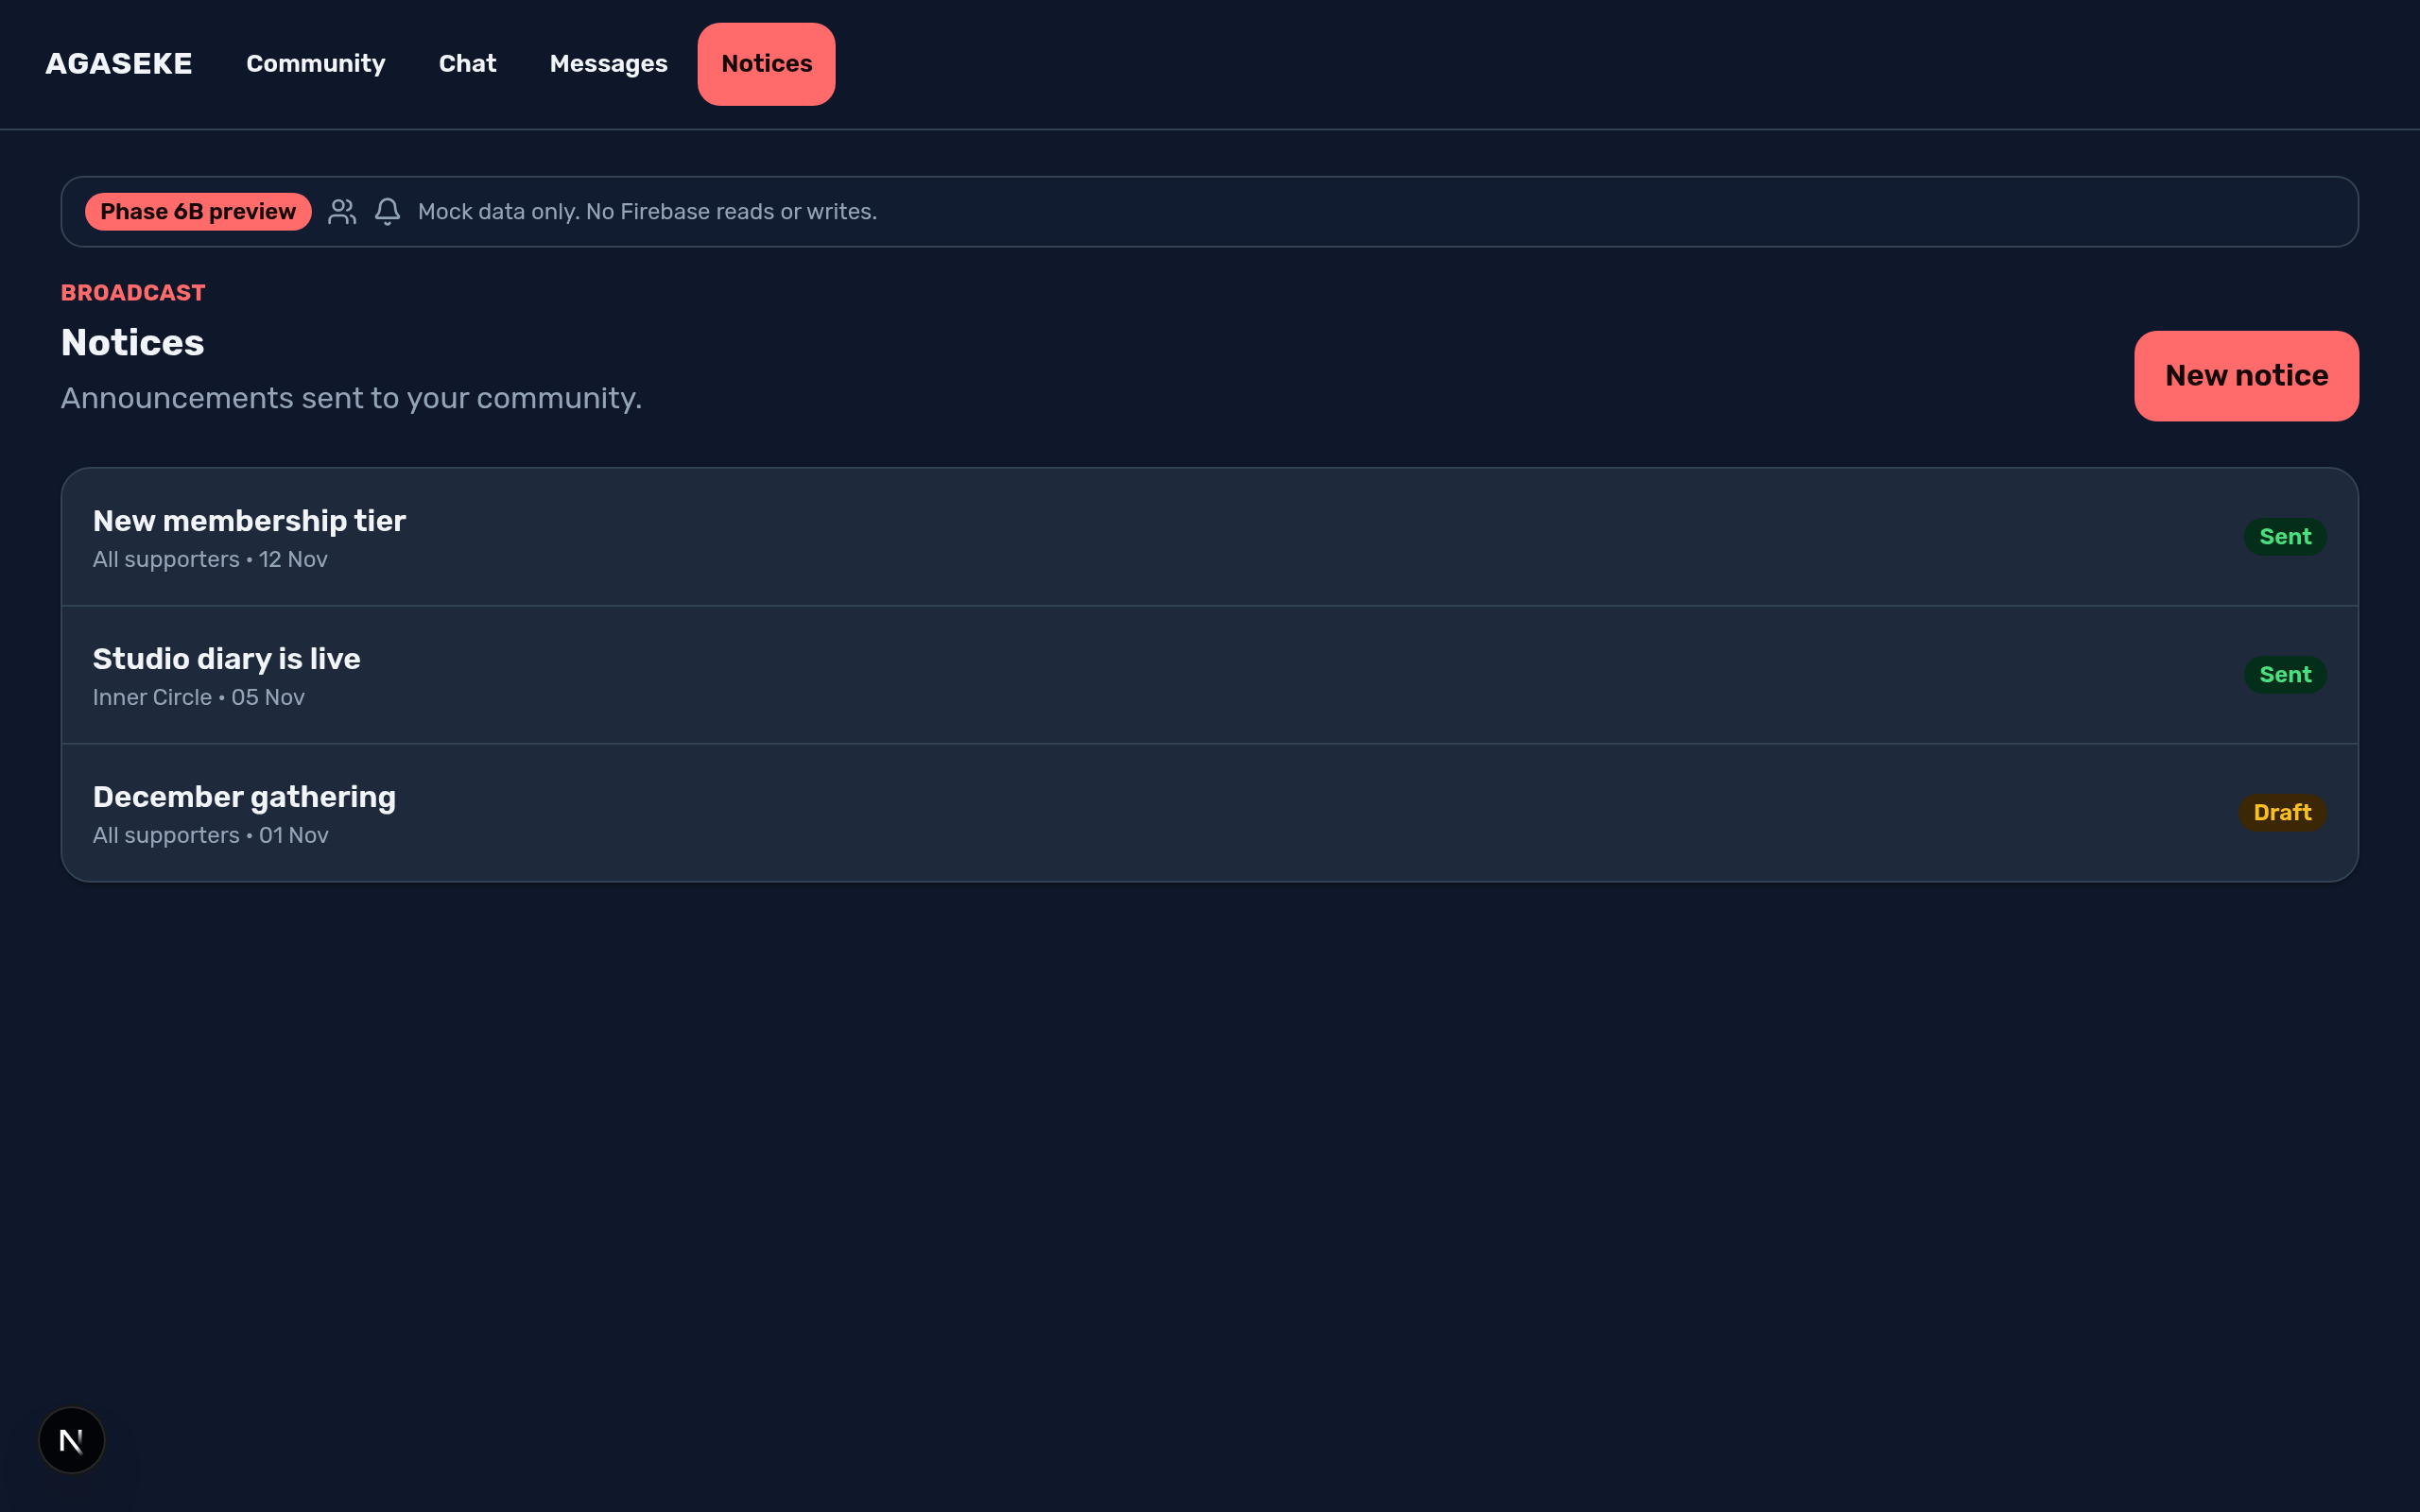 AGASEKE Community Chat Messages Notices
Phase 6B preview Mock data only. No Firebase reads or writes.
BROADCAST
Notices
Announcements sent to your community.
New notice
New membership tier
All supporters • 12 Nov
Sent
Studio diary is live
Inner Circle • 05 Nov
Sent
December gathering
All supporters • 01 Nov
Draft
N